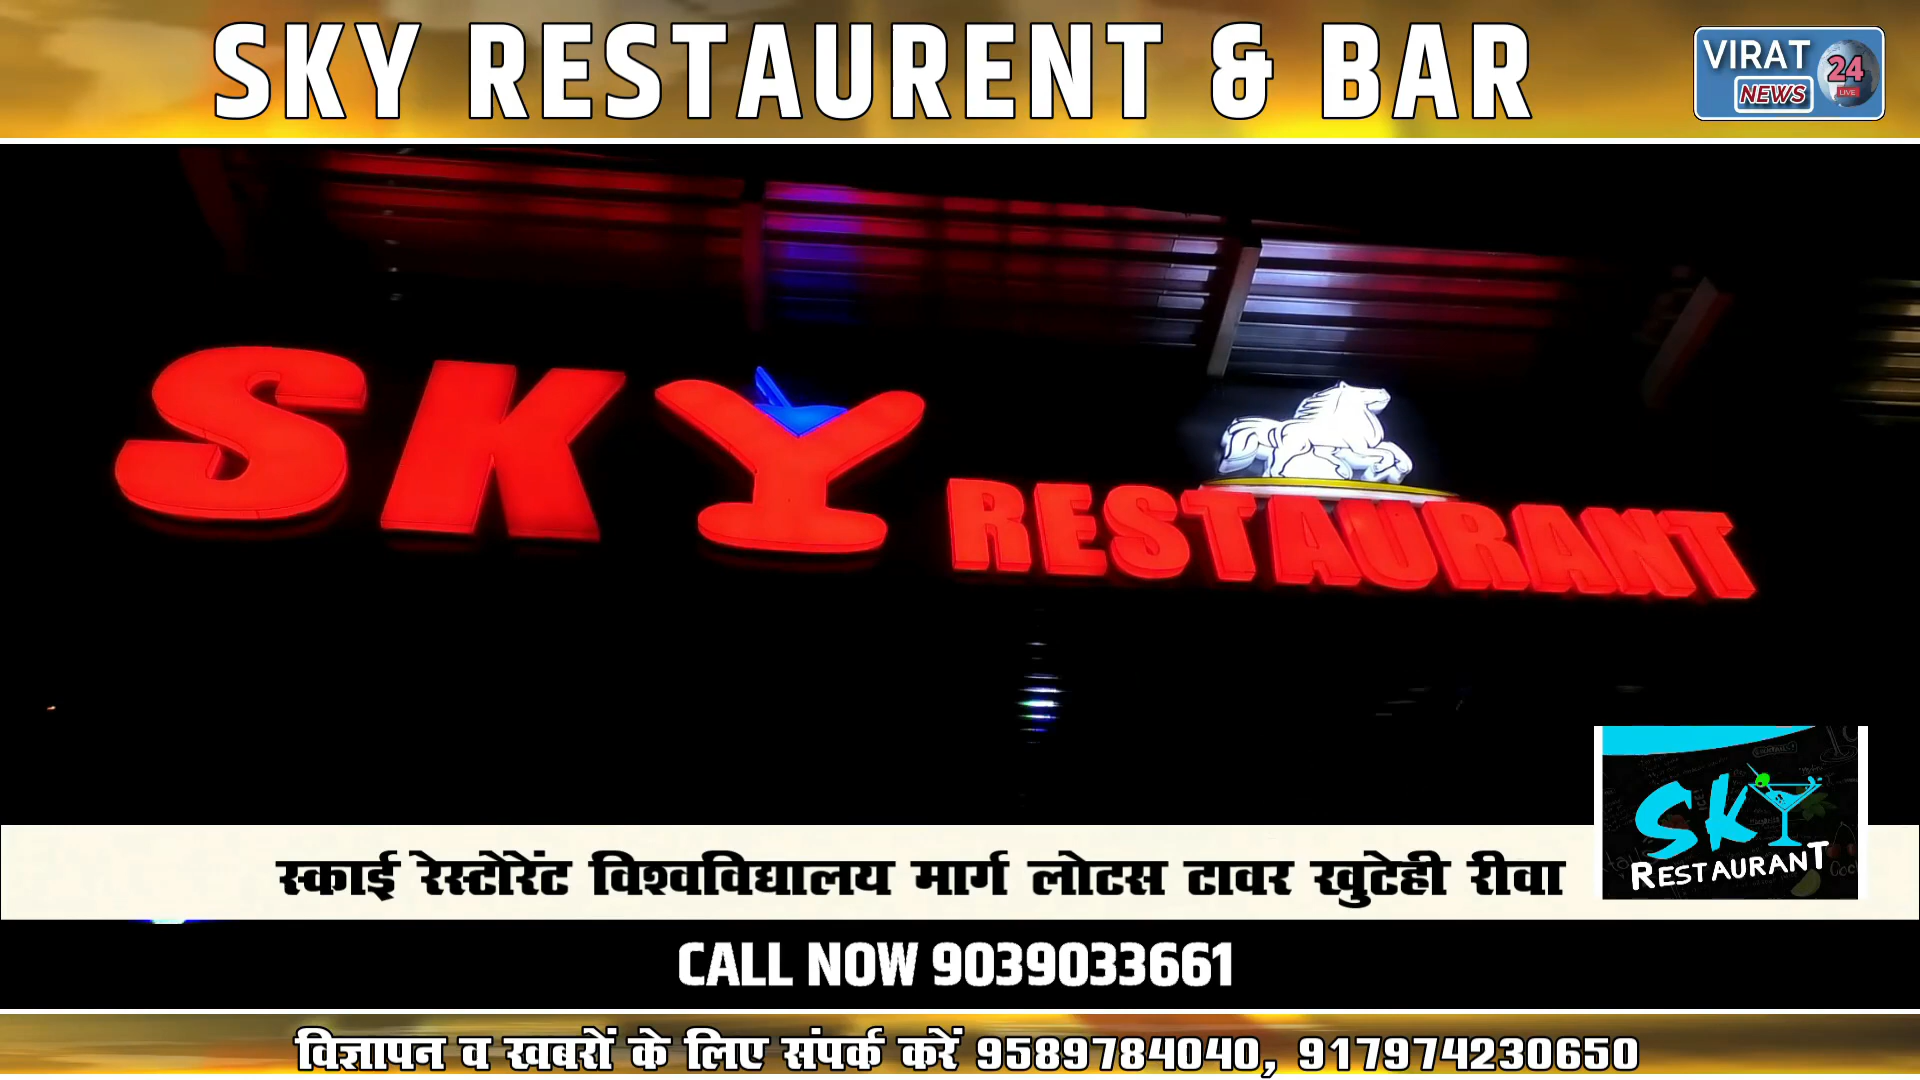 SKY RESTAURENT & BAR
VIRAT
24
NEWS
LIVE
SKY RESTAURANT
SKY
RESTAURANT
स्काई रेस्टोरेंट विश्वविद्यालय मार्ग लोटस टावर खुटेही रीवा
CALL NOW 9039033661
विज्ञापन व खबरों के लिए संपर्क करें 9589784040, 917974230650